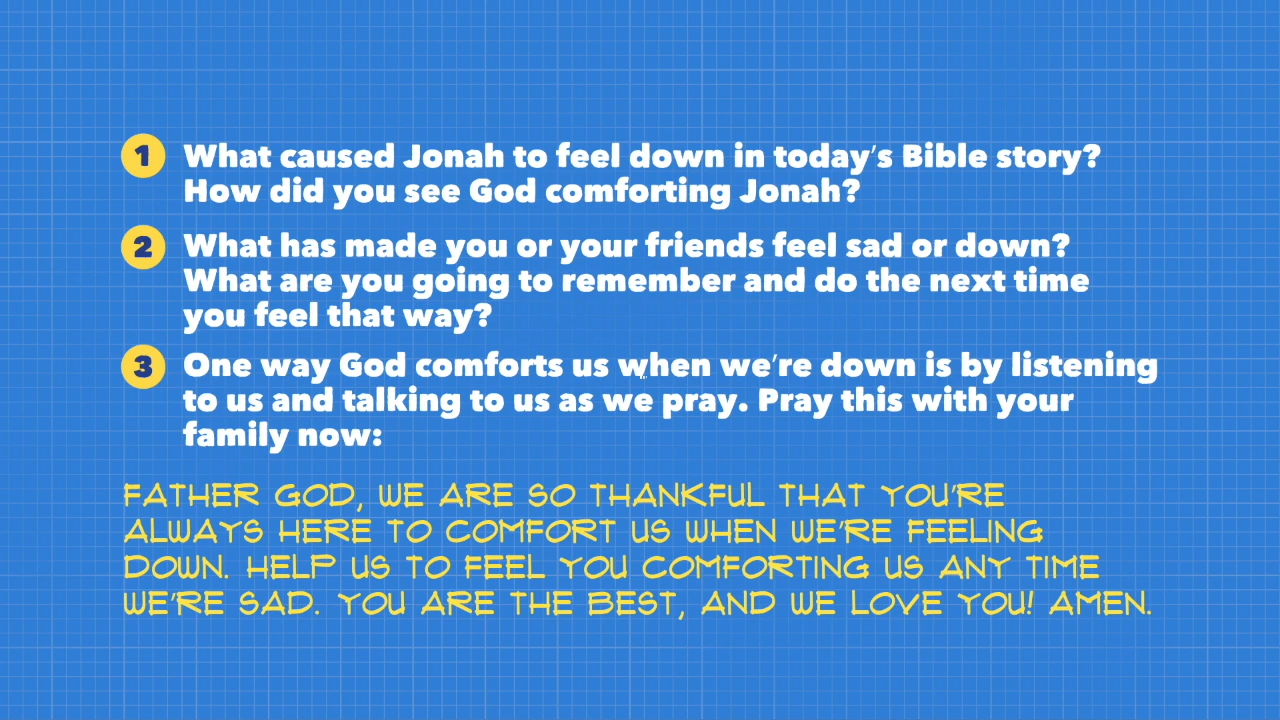 1 What caused Jonah to feel down in today's Bible story?
How did you see God comforting Jonah?
2 What has made you or your friends feel sad or down?
What are you going to remember and do the next time
you feel that way?
3 One way God comforts us when we're down is by listening
to us and talking to us as we pray. Pray this with your
family now:
FATHER GOD, WE ARE SO THANKFUL THAT YOU'RE
ALWAYS HERE TO COMFORT US WHEN WE'RE FEELING
DOWN. HELP US TO FEEL YOU COMFORTING US ANY TIME
WE'RE SAD. YOU ARE THE BEST, AND WE LOVE YOU! AMEN.